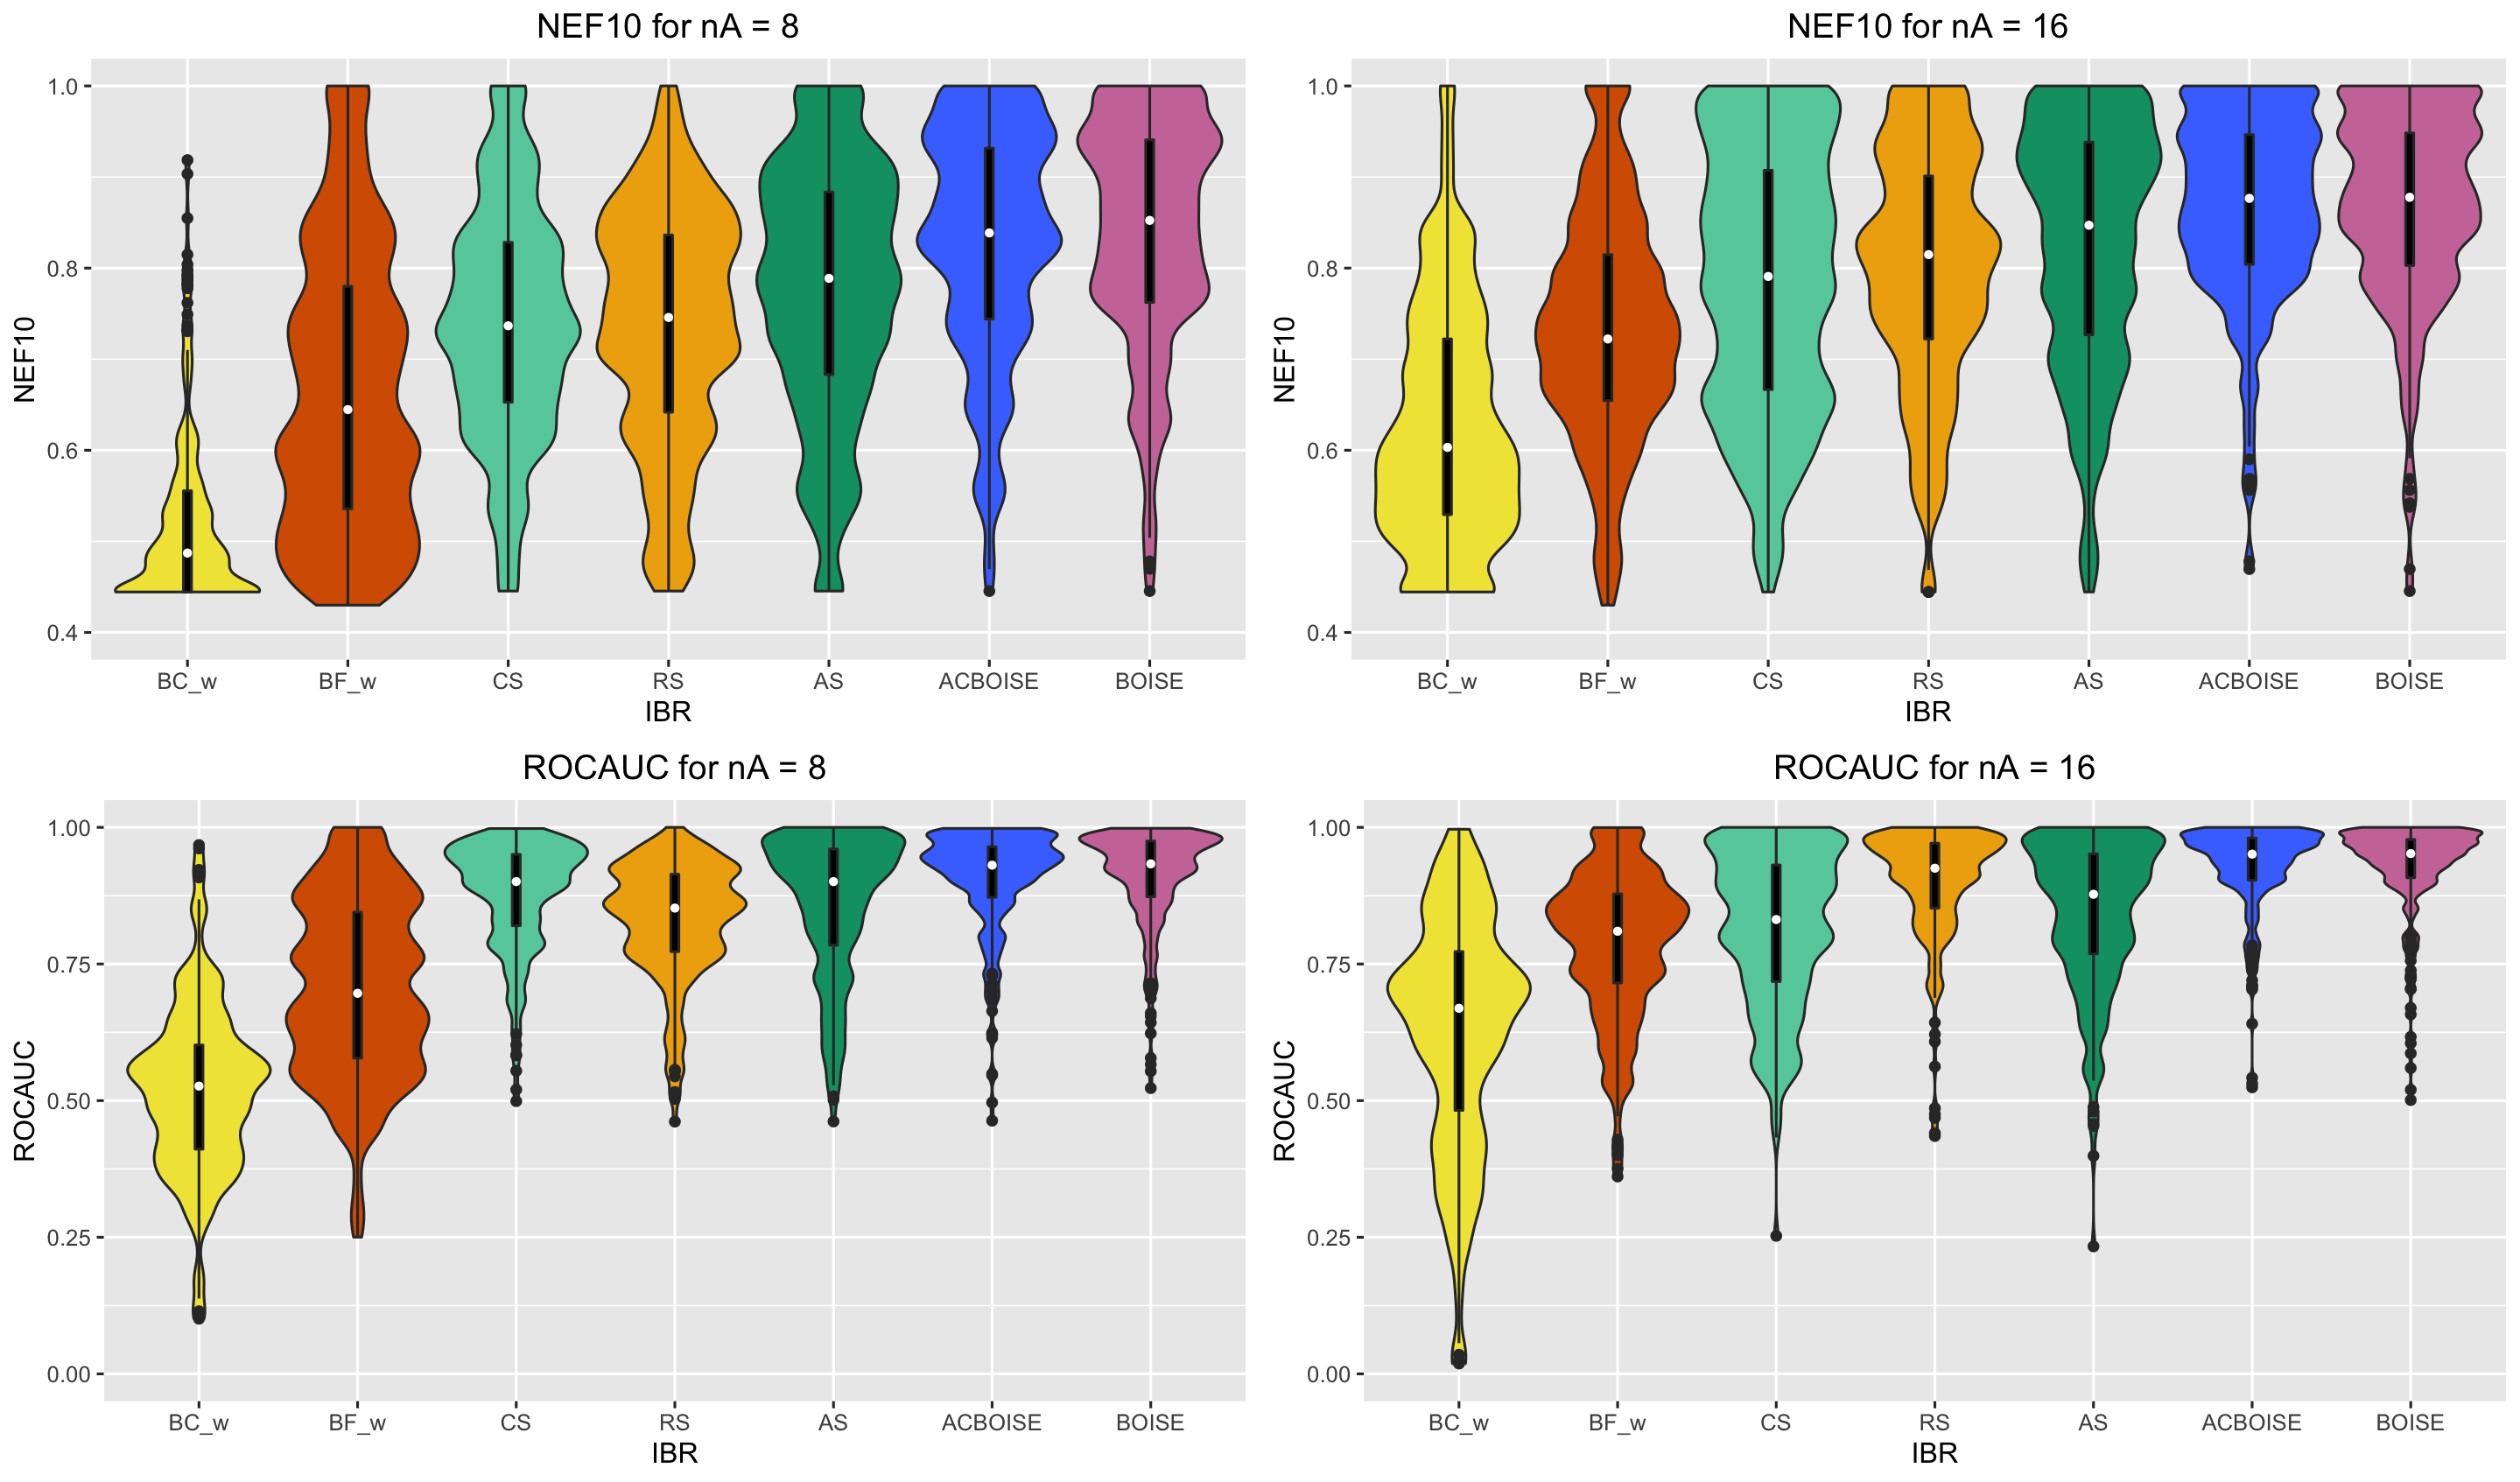 NEF10 for nA = 8
NEF10
1.0
0.8
0.6
0.4
BC_w BF_w CS RS AS ACBOISE BOISE
IBR
NEF10 for nA = 16
NEF10
1.0
0.8
0.6
0.4
BC_w BF_w CS RS AS ACBOISE BOISE
IBR
ROCAUC for nA = 8
ROCAUC
1.00
0.75
0.50
0.25
0.00
BC_w BF_w CS RS AS ACBOISE BOISE
IBR
ROCAUC for nA = 16
ROCAUC
1.00
0.75
0.50
0.25
0.00
BC_w BF_w CS RS AS ACBOISE BOISE
IBR